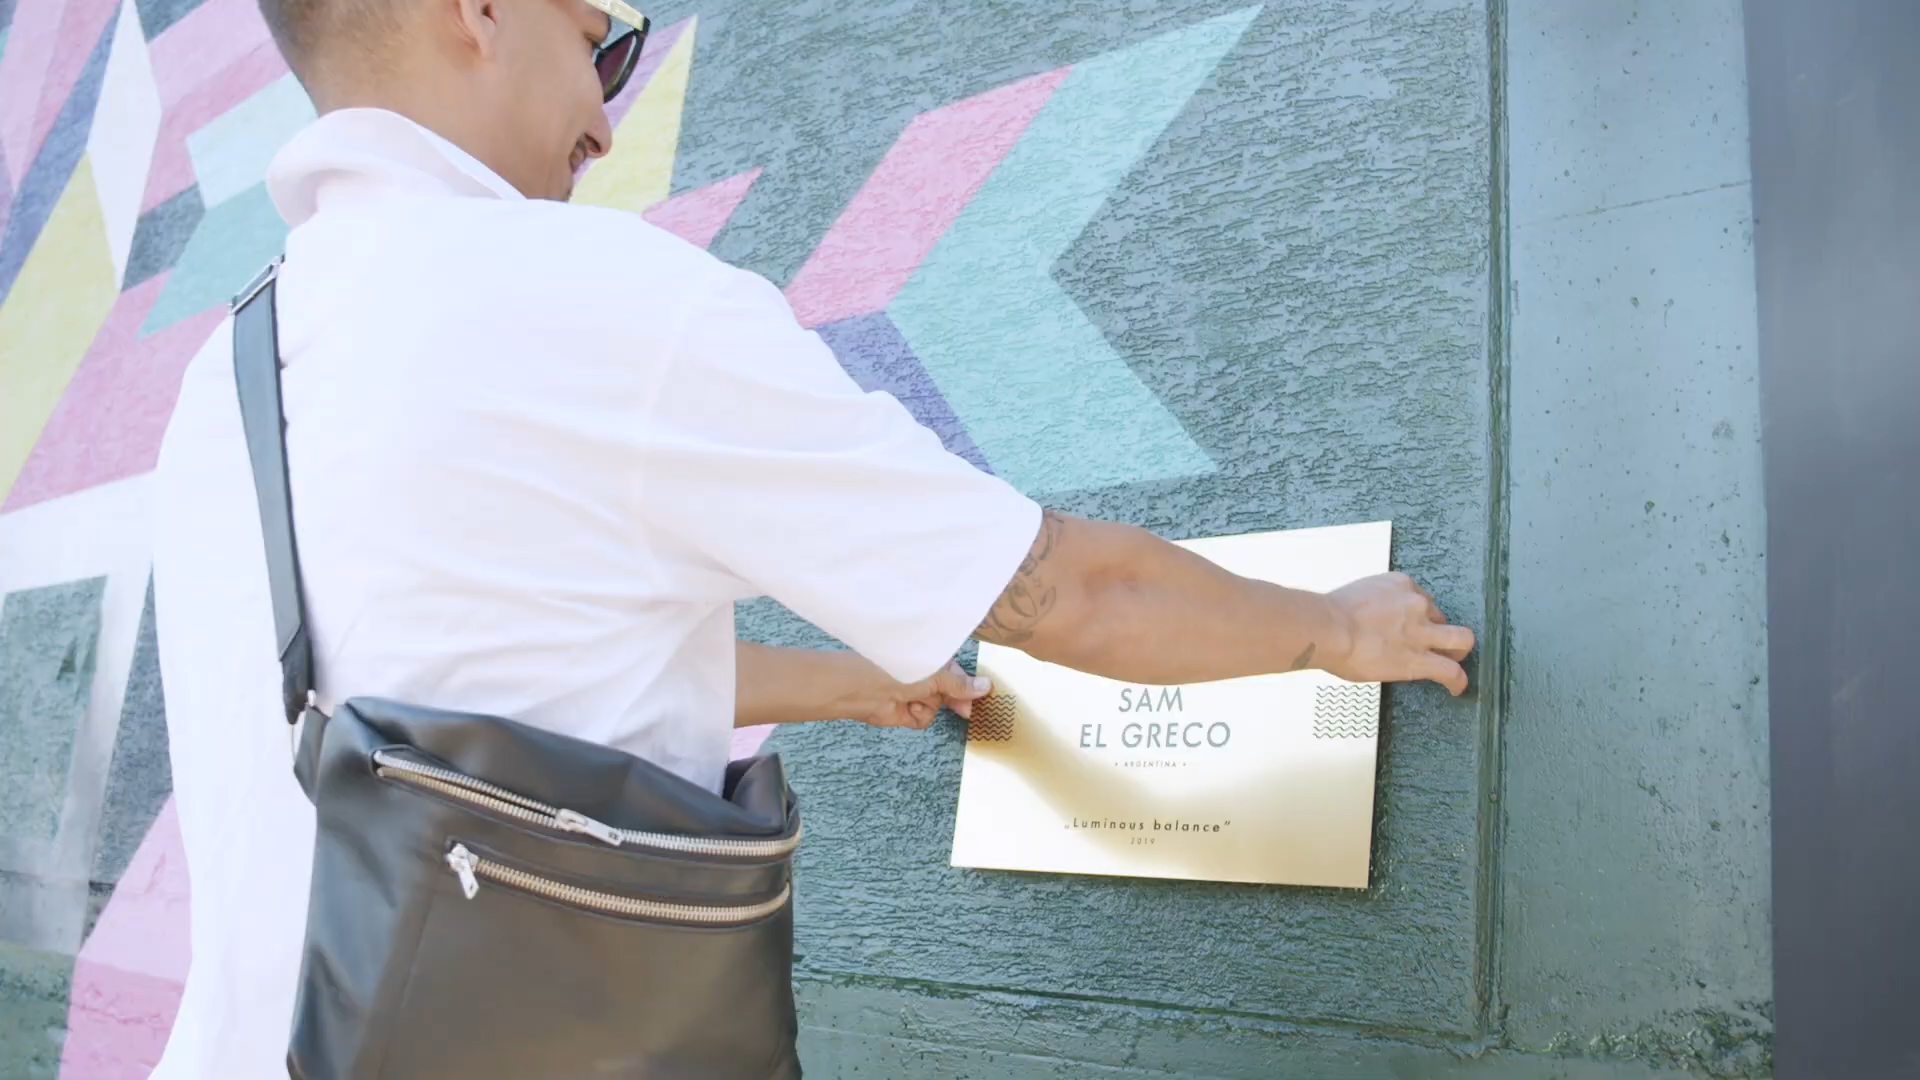 SAM
EL GRECO
• ARGENTINA •
„Luminous balance”
2019